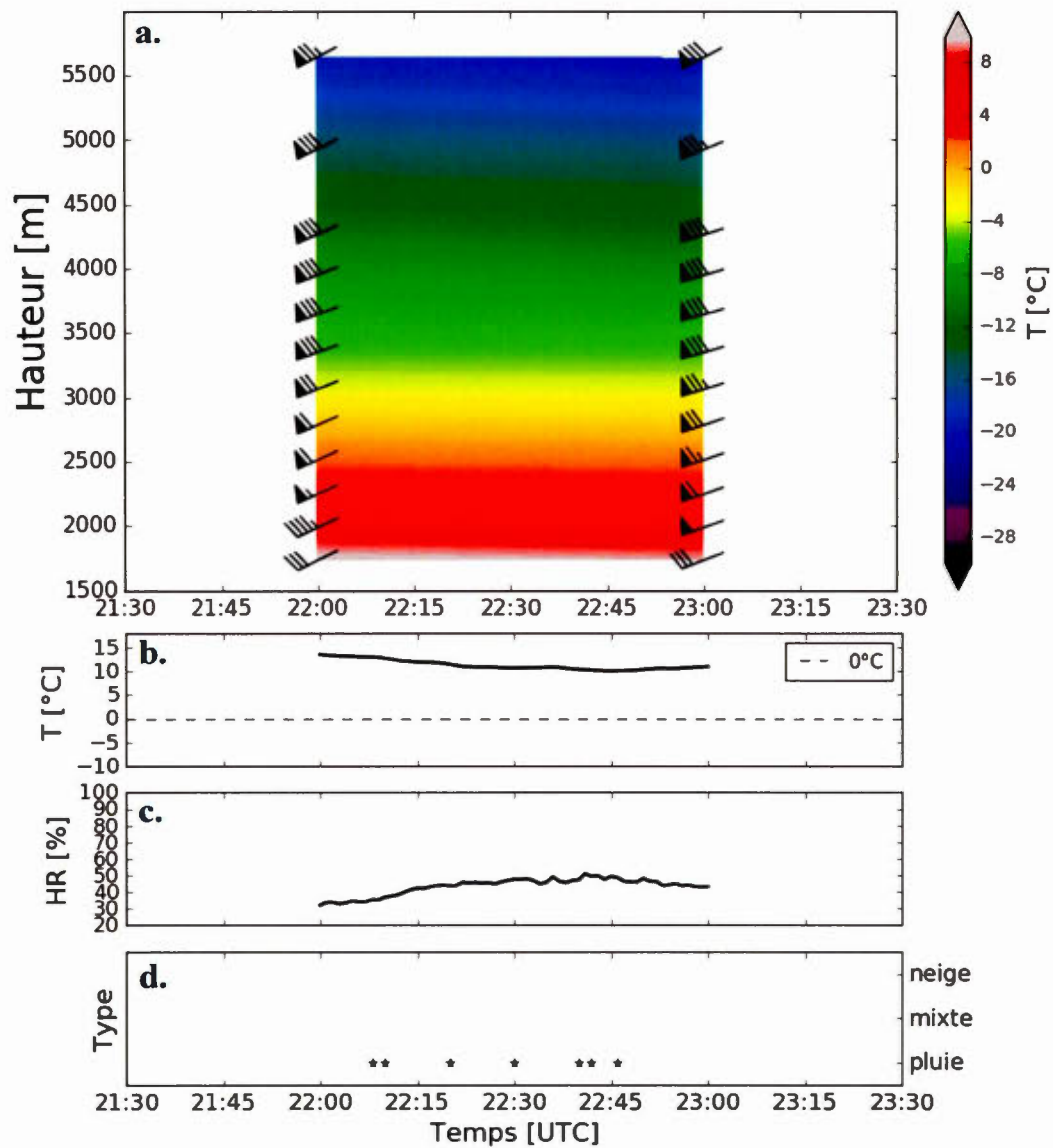 a.
Hauteur [m]
5500
5000
4500
4000
3500
3000
2500
2000
1500
21:30 21:45 22:00 22:15 22:30 22:45 23:00 23:15 23:30
8
4
0
−4
−8
−12
−16
−20
−24
−28
T [°C]
b.
T [°C]
15
10
5
0
−5
−10
0°C
c.
HR [%]
100
90
80
70
60
50
40
30
20
d.
Type
neige
mixte
pluie
21:30 21:45 22:00 22:15 22:30 22:45 23:00 23:15 23:30
Temps [UTC]